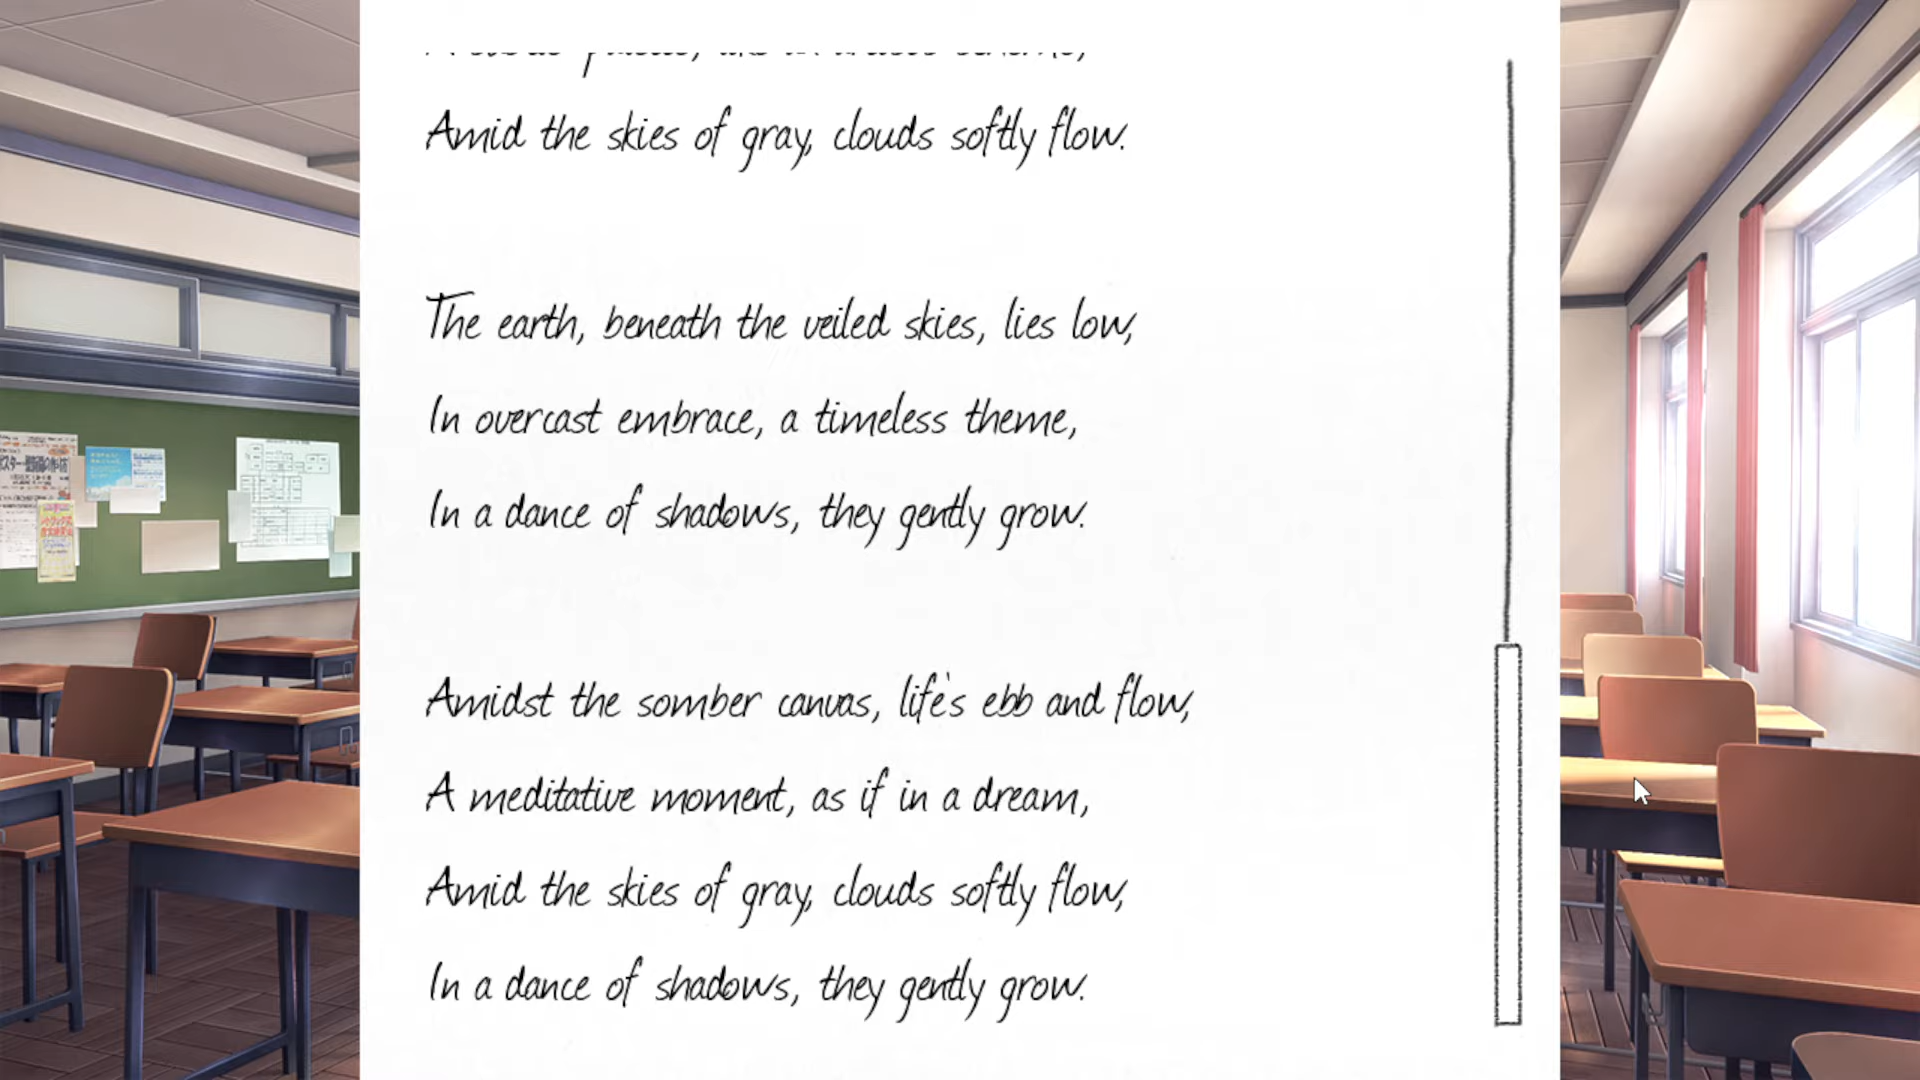 Amid the skies of gray, clouds softly flow.
The earth, beneath the veiled skies, lies low,
In overcast embrace, a timeless theme,
In a dance of shadows, they gently grow.
Amidst the somber canvas, life's ebb and flow,
A meditative moment, as if in a dream,
Amid the skies of gray, clouds softly flow,
In a dance of shadows, they gently grow.